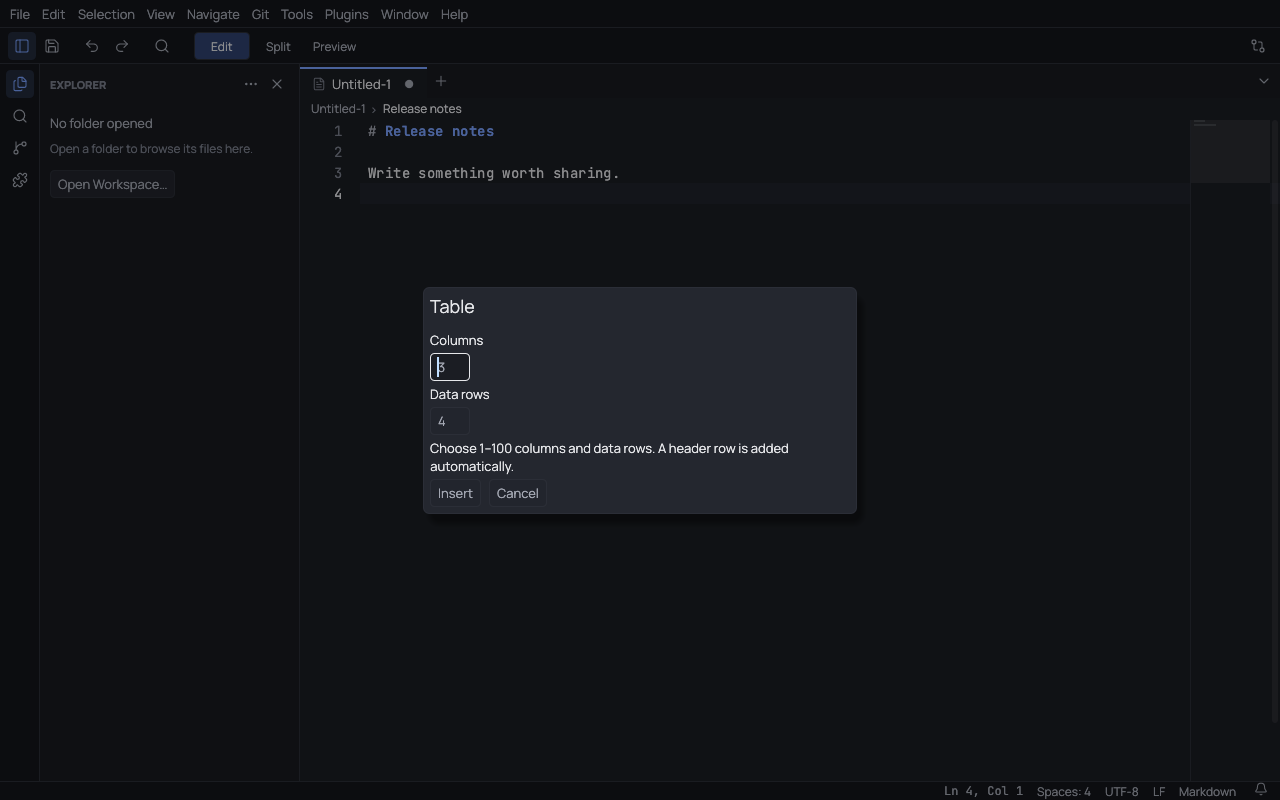 File Edit Selection View Navigate Git Tools Plugins Window Help
Edit Split Preview
EXPLORER
No folder opened
Open a folder to browse its files here.
Open Workspace...
Untitled-1
Untitled-1 › Release notes
1 # Release notes
2
3 Write something worth sharing.
4
Table
Columns
3
Data rows
4
Choose 1–100 columns and data rows. A header row is added
automatically.
Insert Cancel
Ln 4, Col 1 Spaces: 4 UTF-8 LF Markdown